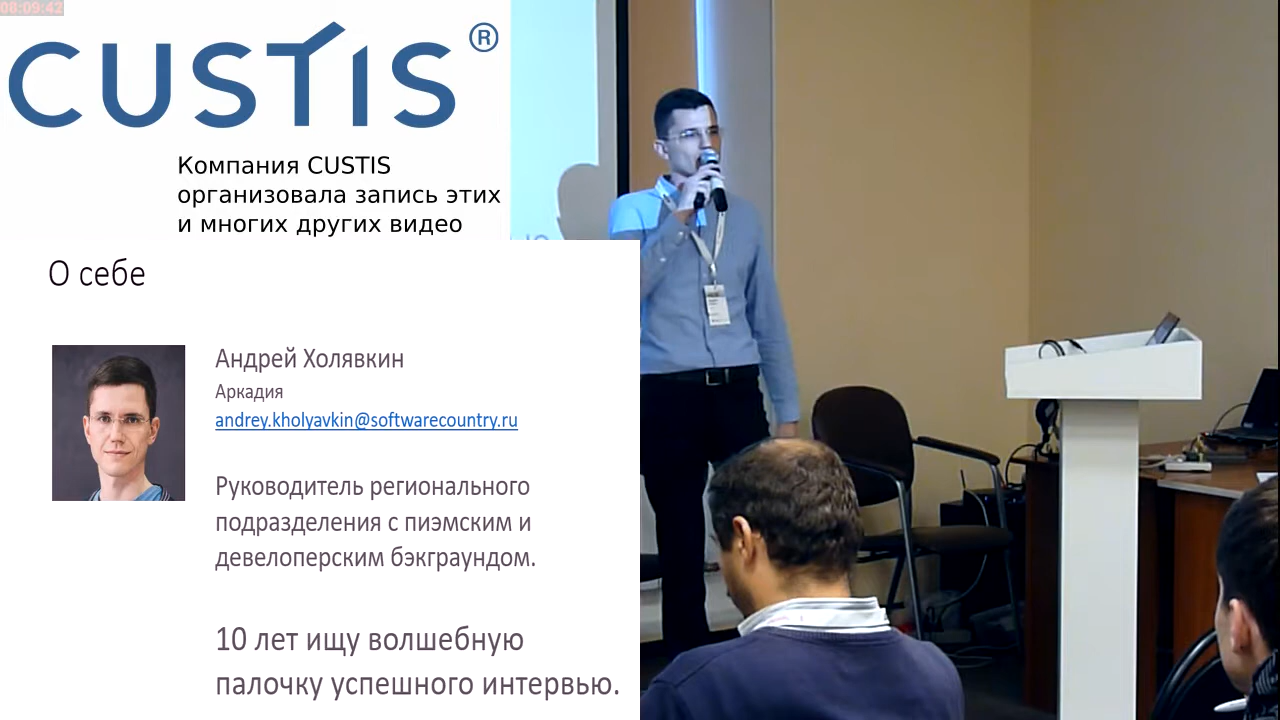 08:09:42
CUSTIS®
Компания CUSTIS
организовала запись этих
и многих других видео
О себе
Андрей Холявкин
Аркадия
andrey.kholyavkin@softwarecountry.ru
Руководитель регионального
подразделения с пиэмским и
девелоперским бэкграундом.
10 лет ищу волшебную
палочку успешного интервью.